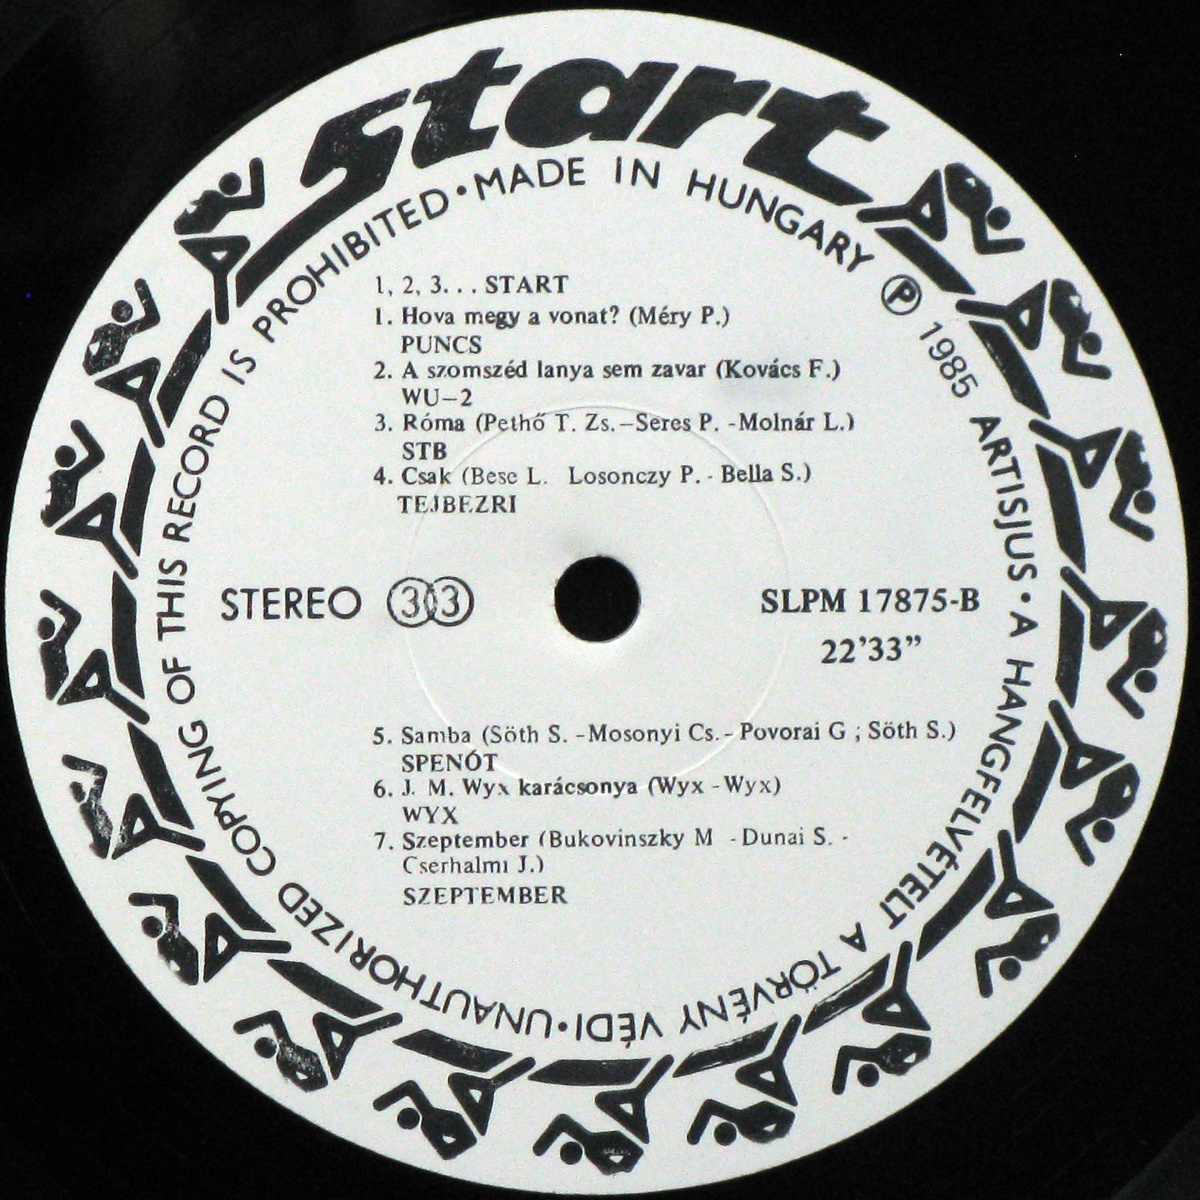 start
UNAUTHORIZED COPYING OF THIS RECORD IS PROHIBITED • MADE IN HUNGARY Ⓟ 1985 ARTISJUS • A HANGFELVÉTELT A TÖRVÉNY VÉDI •
1, 2, 3. . . START
1. Hova megy a vonat? (Méry P.)
PUNCS
2. A szomszéd lanya sem zavar (Kovács F.)
WU–2
3. Róma (Pethő T. Zs.–Seres P. -Molnár L.)
STB
4. Csak (Bese L. Losonczy P. - Bella S.)
TEJBEZRI
STEREO 33
SLPM 17875-B
22’33”
5. Samba (Söth S. -Mosonyi Cs. - Povorai G ; Söth S.)
SPENÓT
6. J. M. Wyx karácsonya (Wyx - Wyx)
WYX
7. Szeptember (Bukovinszky M - Dunai S. -
Cserhalmi J.)
SZEPTEMBER